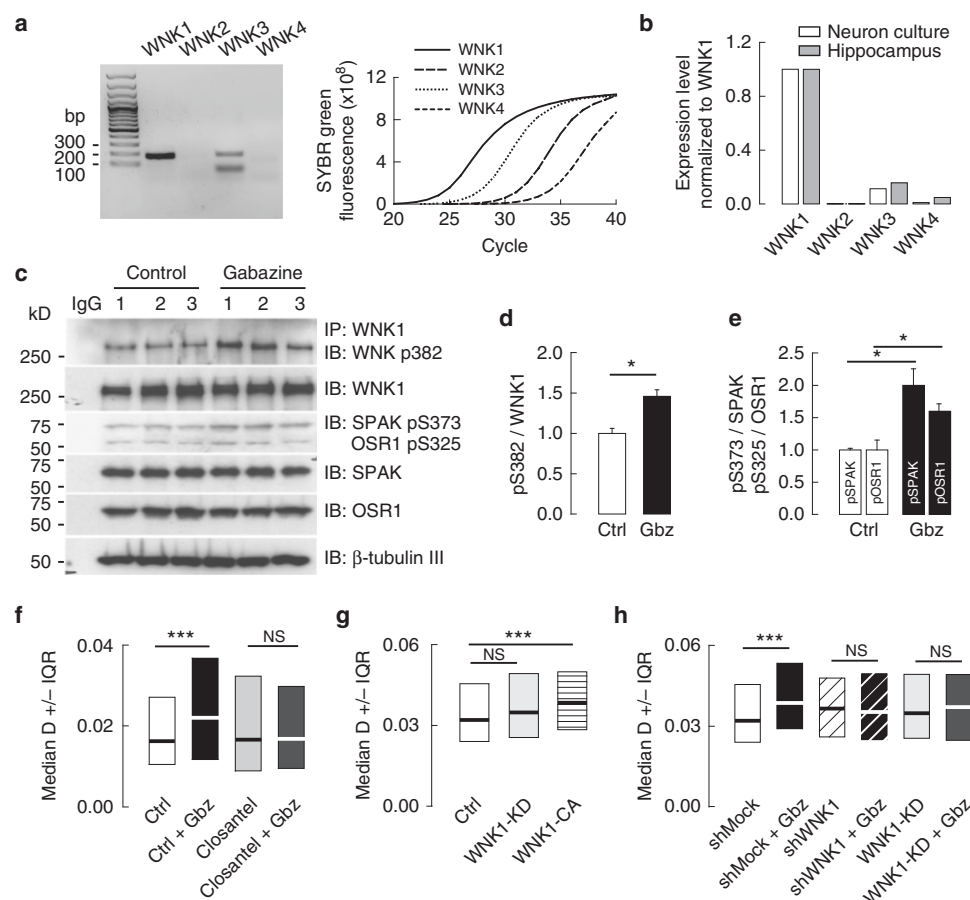 a
WNK1 WNK2 WNK3 WNK4
bp
300
200
100
SYBR green
fluorescence (x10⁸)
12
8
4
0
WNK1
WNK2
WNK3
WNK4
20 25 30 35 40
Cycle
b
Neuron culture
Hippocampus
Expression level
normalized to WNK1
1.2
0.8
0.4
0.0
WNK1 WNK2 WNK3 WNK4
c
Control Gabazine
kD IgG 1 2 3 1 2 3
IP: WNK1
250 IB: WNK p382
250 IB: WNK1
75 IB: SPAK pS373
50 OSR1 pS325
75 IB: SPAK
50
75 IB: OSR1
50
50 IB: β-tubulin III
d
pS382 / WNK1
2.0
1.5
1.0
0.5
0.0
*
Ctrl Gbz
e
pS373 / SPAK
pS325 / OSR1
2.5
2.0
1.5
1.0
0.5
0.0
*
*
pSPAK pOSR1 pSPAK pOSR1
Ctrl Gbz
f
Median D +/− IQR
0.04
0.02
0.00
*** NS
Ctrl Ctrl + Gbz Closantel Closantel + Gbz
g
Median D +/− IQR
0.06
0.03
0.00
***
NS
Ctrl WNK1-KD WNK1-CA
h
Median D +/− IQR
0.06
0.03
0.00
*** NS NS
shMock shMock + Gbz shWNK1 shWNK1 + Gbz WNK1-KD WNK1-KD + Gbz